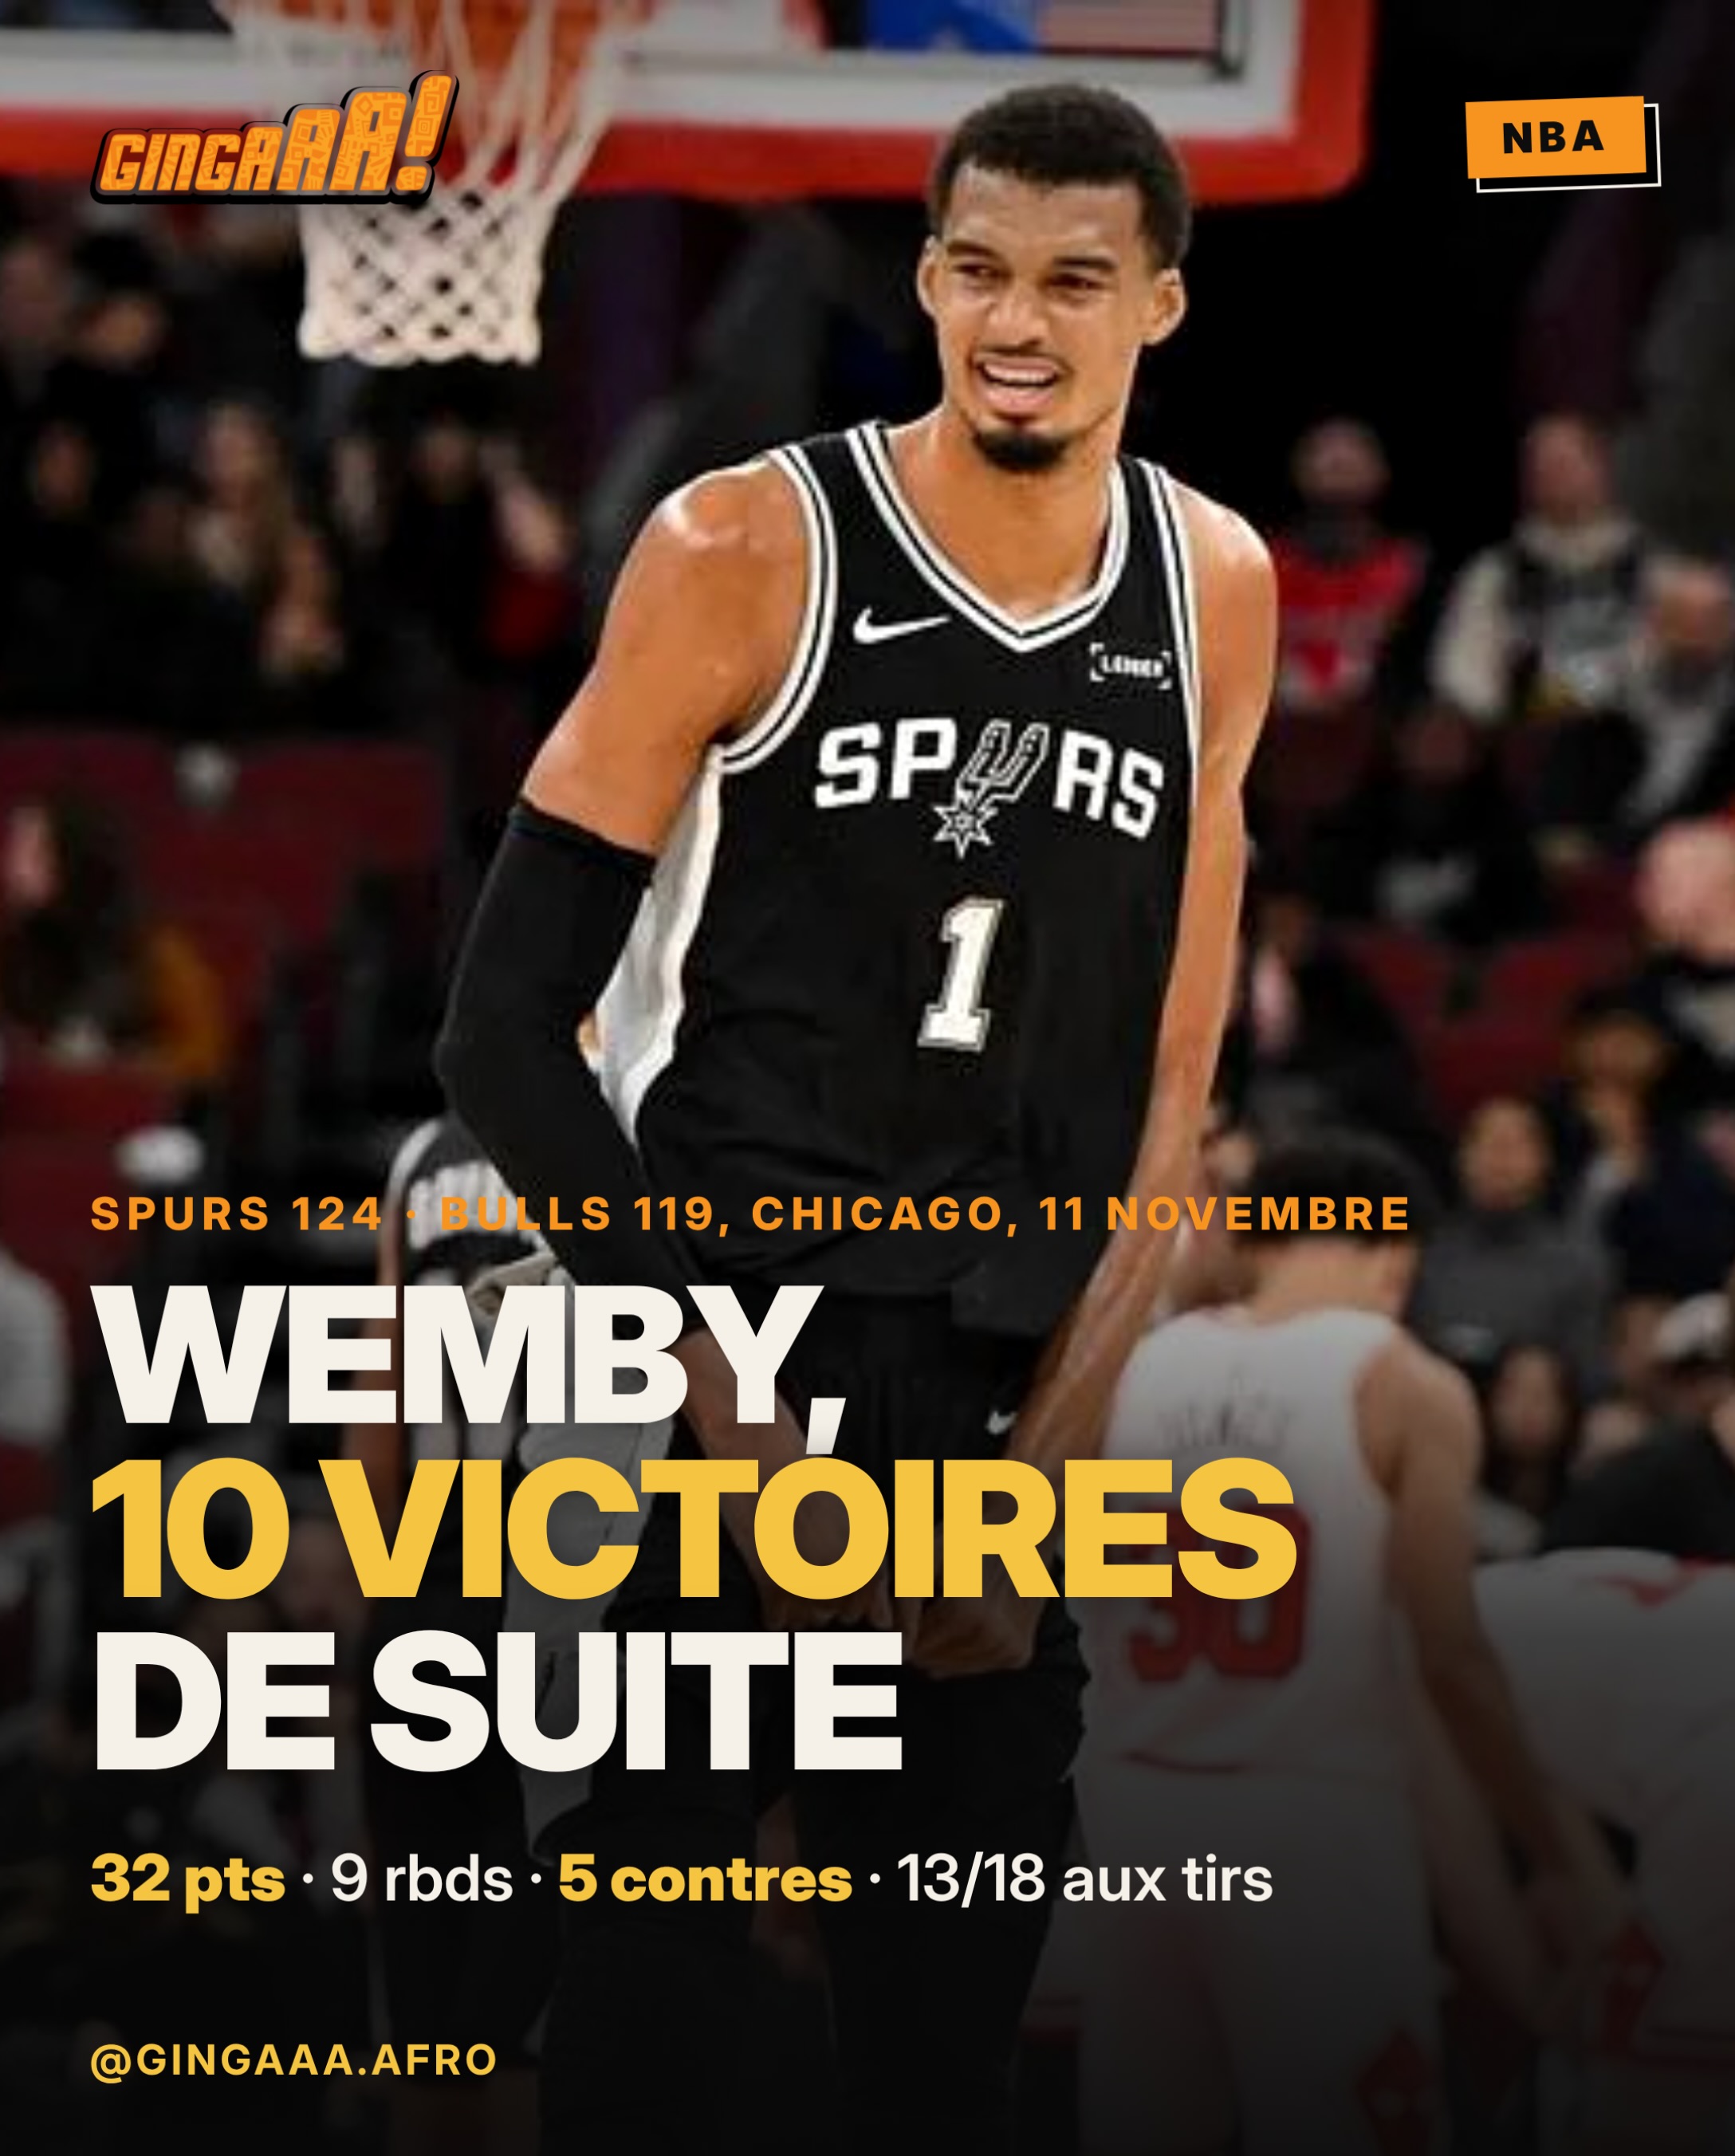 GINGAAA!
NBA
SPURS
1
SPURS 124 · BULLS 119, CHICAGO, 11 NOVEMBRE
WEMBY,
10 VICTOIRES
30
DE SUITE
32 pts · 9 rbds · 5 contres · 13/18 aux tirs
@GINGAAA.AFRO